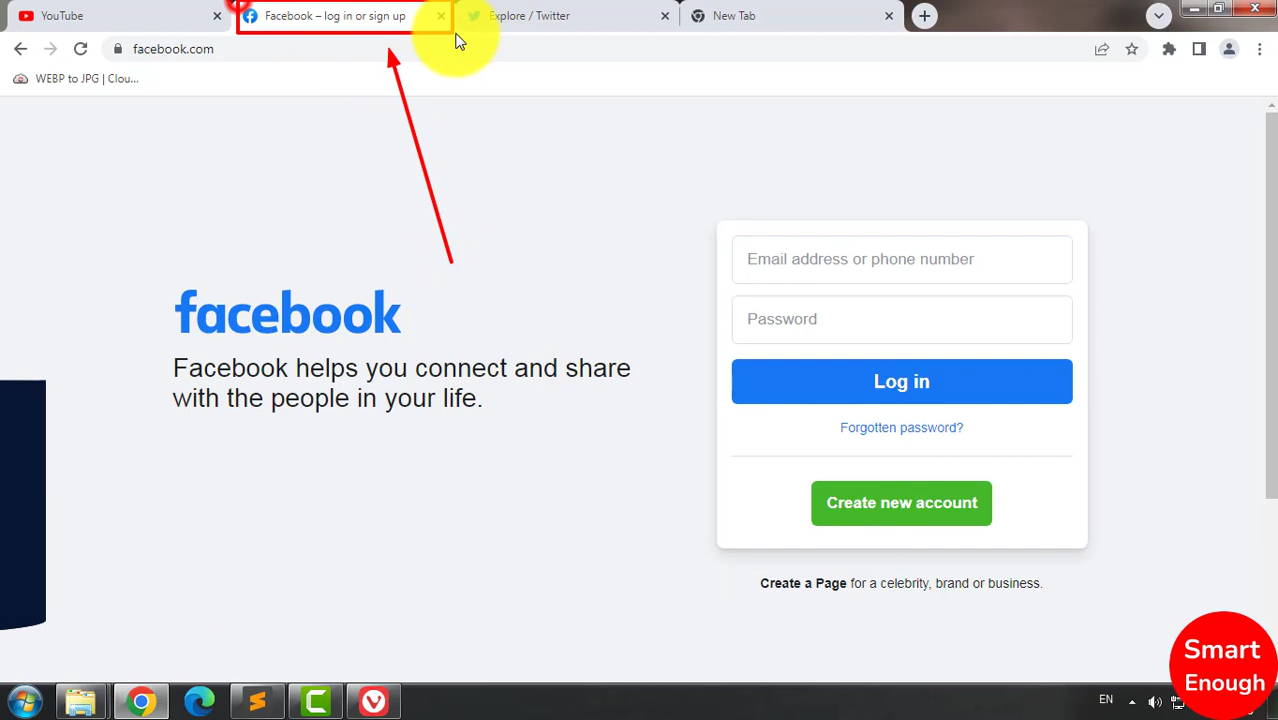 YouTube
Facebook – log in or sign up
Explore / Twitter
New Tab
facebook.com
WEBP to JPG | Clou...
Email address or phone number
facebook
Password
Facebook helps you connect and share
with the people in your life.
Log in
Forgotten password?
Create new account
Create a Page for a celebrity, brand or business.
Smart
Enough
EN